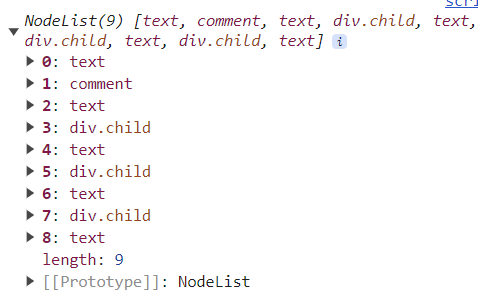 scri
NodeList(9) [text, comment, text, div.child, text,
div.child, text, div.child, text] i
0: text
1: comment
2: text
3: div.child
4: text
5: div.child
6: text
7: div.child
8: text
length: 9
[[Prototype]]: NodeList